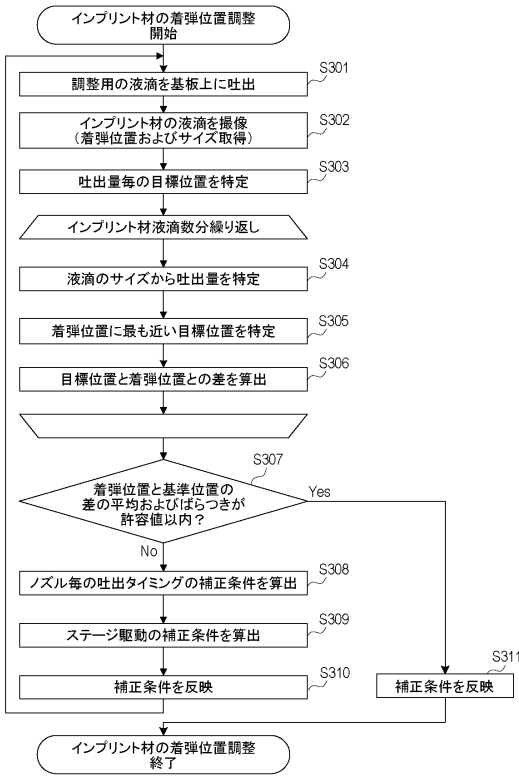 インプリント材の着弾位置調整
開始
S301
調整用の液滴を基板上に吐出
S302
インプリント材の液滴を撮像
(着弾位置およびサイズ取得)
S303
吐出量毎の目標位置を特定
インプリント材液滴数分繰り返し
S304
液滴のサイズから吐出量を特定
S305
着弾位置に最も近い目標位置を特定
S306
目標位置と着弾位置との差を算出
S307
着弾位置と基準位置の
差の平均およびばらつきが
許容値以内?
Yes
No
S308
ノズル毎の吐出タイミングの補正条件を算出
S309
ステージ駆動の補正条件を算出
S310
補正条件を反映
S311
補正条件を反映
インプリント材の着弾位置調整
終了